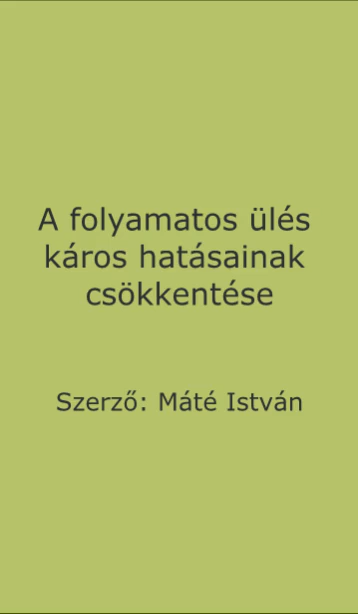 A folyamatos ülés
káros hatásainak
csökkentése
Szerző: Máté István